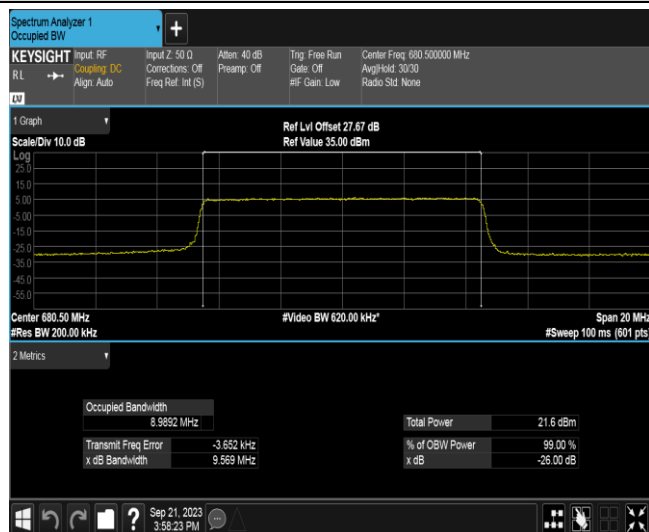 Spectrum Analyzer 1
Occupied BW
+
KEYSIGHT Input: RF Input Z: 50 Ω Atten: 40 dB Trig: Free Run Center Freq: 680.500000 MHz
RL Coupling: DC Corrections: Off Preamp: Off Gate: Off Avg|Hold: 30/30
Align: Auto Freq Ref: Int (S) #IF Gain: Low Radio Std: None
LXI
1 Graph
Ref Lvl Offset 27.67 dB
Scale/Div 10.0 dB Ref Value 35.00 dBm
Log
25.0
15.0
5.00
-5.00
-15.0
-25.0
-35.0
-45.0
-55.0
Center 680.50 MHz #Video BW 620.00 kHz* Span 20 MHz
#Res BW 200.00 kHz #Sweep 100 ms (601 pts)
2 Metrics
Occupied Bandwidth
8.9892 MHz Total Power 21.6 dBm
Transmit Freq Error -3.652 kHz % of OBW Power 99.00 %
x dB Bandwidth 9.569 MHz x dB -26.00 dB
? Sep 21, 2023
3:58:23 PM